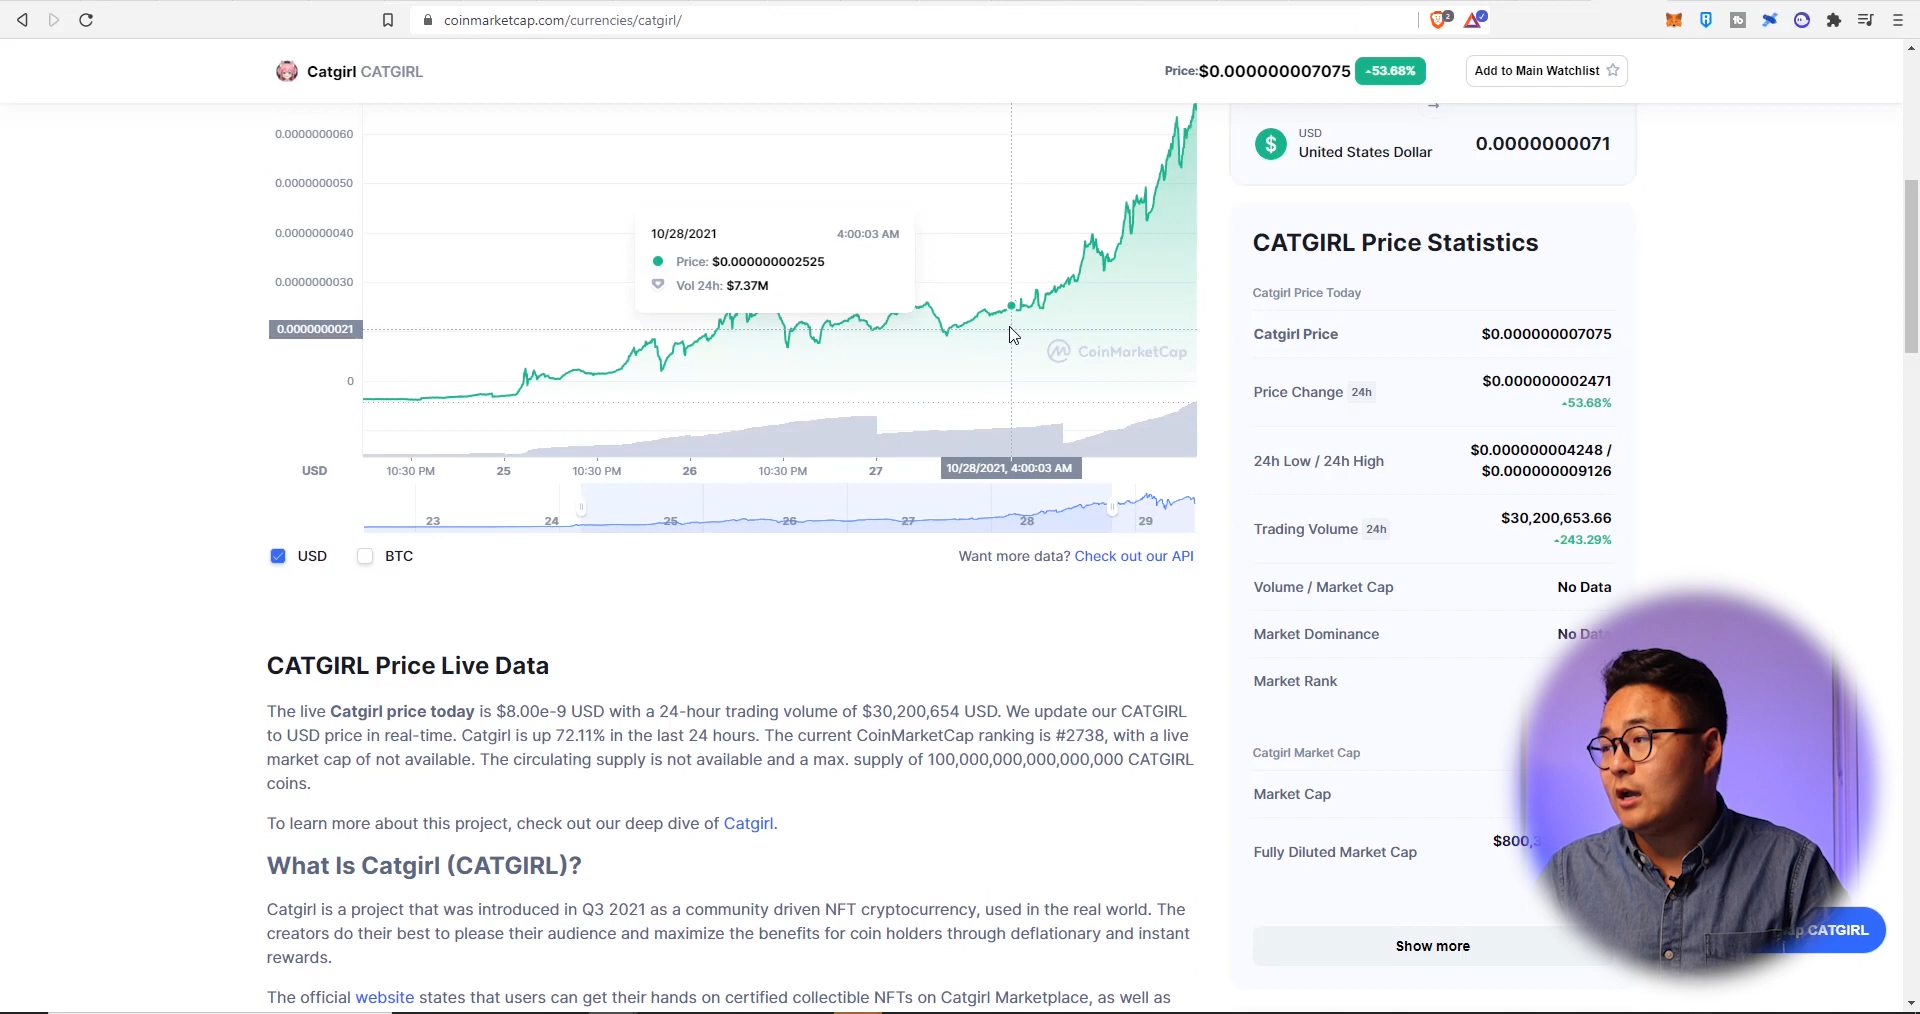 coinmarketcap.com/currencies/catgirl/
2
Catgirl CATGIRL
Price:$0.000000007075
53.68%
Add to Main Watchlist
0.0000000060
0.0000000050
0.0000000040
0.0000000030
0.0000000021
0
10/28/2021 4:00:03 AM
Price: $0.000000002525
Vol 24h: $7.37M
CoinMarketCap
USD
10:30 PM 25 10:30 PM 26 10:30 PM 27
10/28/2021, 4:00:03 AM
23 24 25 26 27 28 29
USD BTC
Want more data? Check out our API
CATGIRL Price Live Data
The live Catgirl price today is $8.00e-9 USD with a 24-hour trading volume of $30,200,654 USD. We update our CATGIRL
to USD price in real-time. Catgirl is up 72.11% in the last 24 hours. The current CoinMarketCap ranking is #2738, with a live
market cap of not available. The circulating supply is not available and a max. supply of 100,000,000,000,000,000 CATGIRL
coins.
To learn more about this project, check out our deep dive of Catgirl.
What Is Catgirl (CATGIRL)?
Catgirl is a project that was introduced in Q3 2021 as a community driven NFT cryptocurrency, used in the real world. The
creators do their best to please their audience and maximize the benefits for coin holders through deflationary and instant
rewards.
The official website states that users can get their hands on certified collectible NFTs on Catgirl Marketplace, as well as
USD
United States Dollar
0.0000000071
CATGIRL Price Statistics
Catgirl Price Today
Catgirl Price $0.000000007075
Price Change 24h $0.000000002471
53.68%
24h Low / 24h High $0.000000004248 /
$0.000000009126
Trading Volume 24h $30,200,653.66
243.29%
Volume / Market Cap No Data
Market Dominance No Data
Market Rank
Catgirl Market Cap
Market Cap
Fully Diluted Market Cap $800,3
Show more
CATGIRL